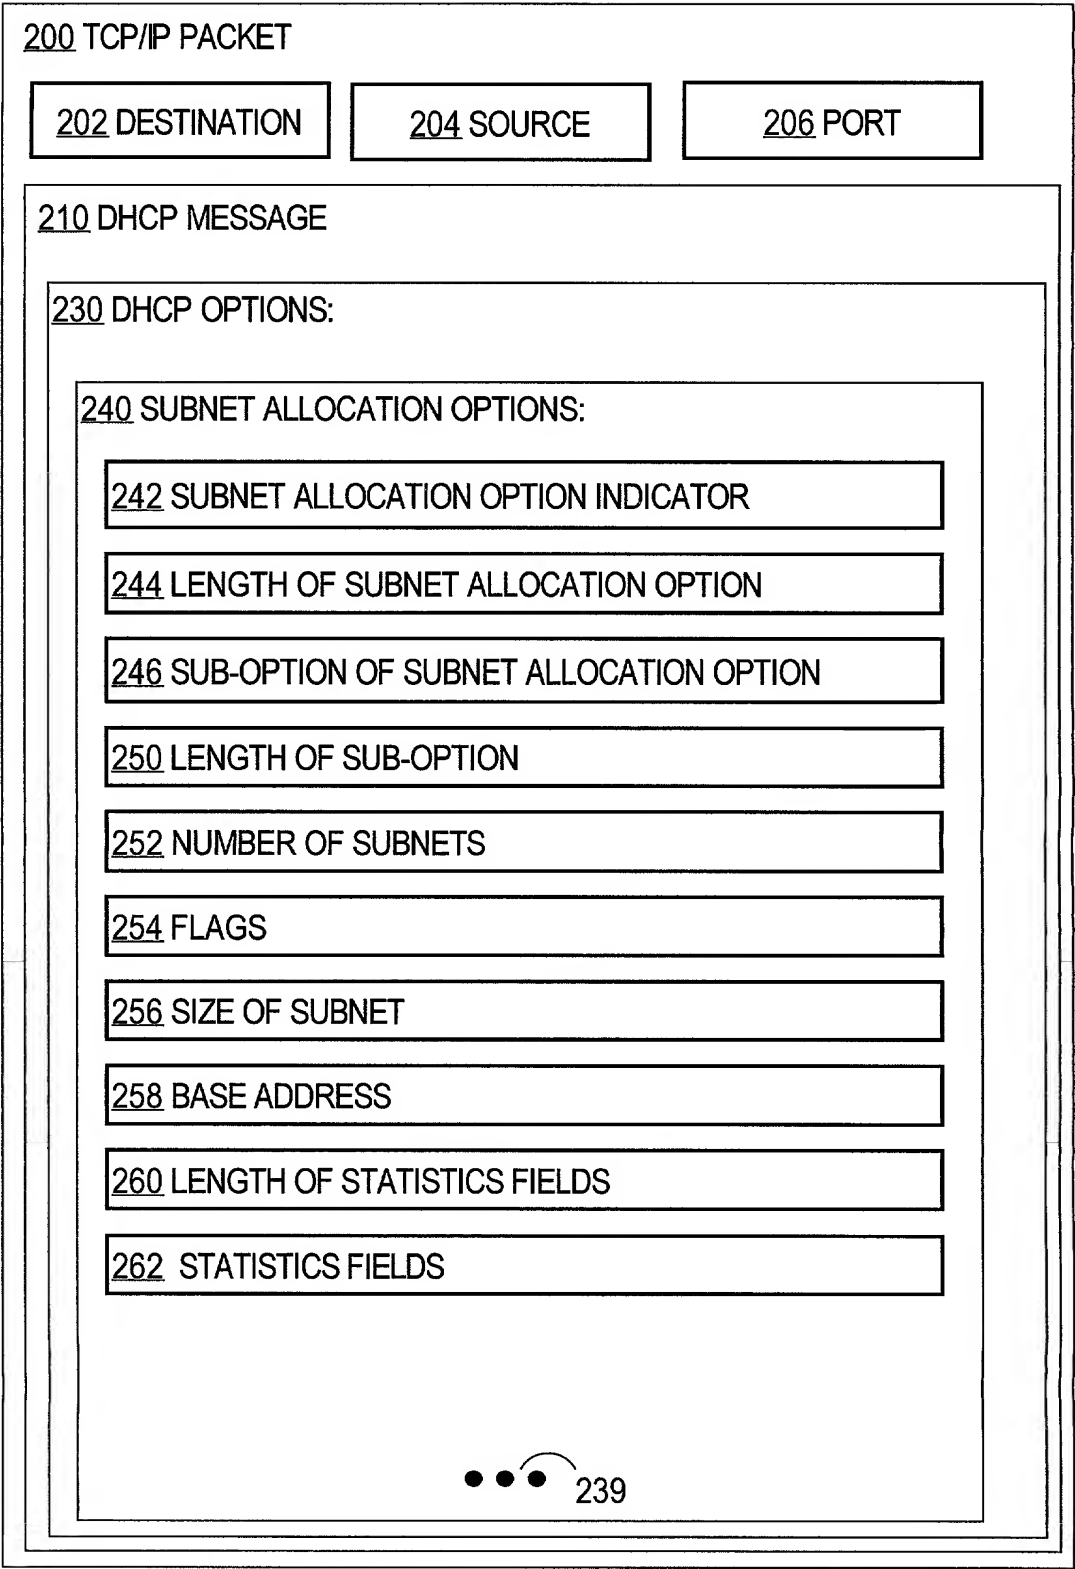 200 TCP/IP PACKET
202 DESTINATION
204 SOURCE
206 PORT
210 DHCP MESSAGE
230 DHCP OPTIONS:
240 SUBNET ALLOCATION OPTIONS:
242 SUBNET ALLOCATION OPTION INDICATOR
244 LENGTH OF SUBNET ALLOCATION OPTION
246 SUB-OPTION OF SUBNET ALLOCATION OPTION
250 LENGTH OF SUB-OPTION
252 NUMBER OF SUBNETS
254 FLAGS
256 SIZE OF SUBNET
258 BASE ADDRESS
260 LENGTH OF STATISTICS FIELDS
262 STATISTICS FIELDS
239